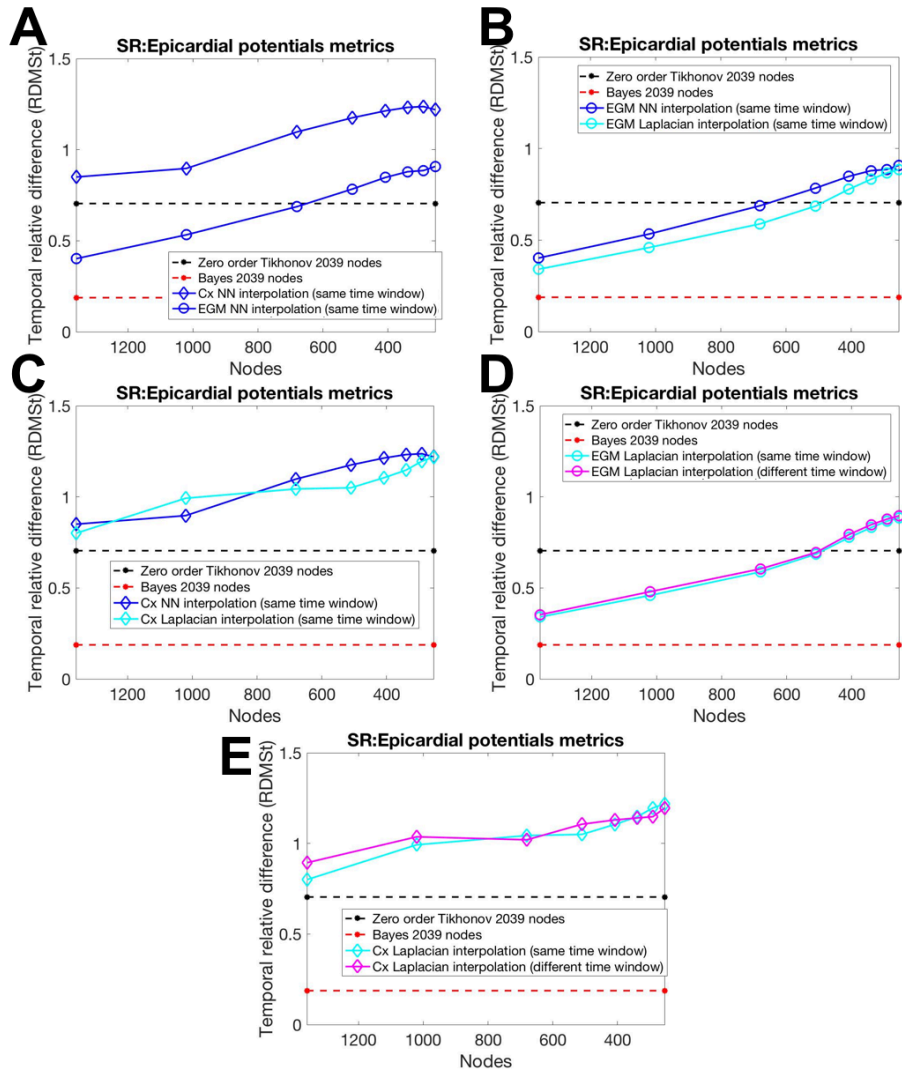 A
SR:Epicardial potentials metrics
Temporal relative difference (RDMSt)
1.5
1
0.5
0
Zero order Tikhonov 2039 nodes
Bayes 2039 nodes
Cx NN interpolation (same time window)
EGM NN interpolation (same time window)
1200 1000 800 600 400
Nodes
B
SR:Epicardial potentials metrics
Temporal relative difference (RDMSt)
1.5
1
0.5
0
Zero order Tikhonov 2039 nodes
Bayes 2039 nodes
EGM NN interpolation (same time window)
EGM Laplacian interpolation (same time window)
1200 1000 800 600 400
Nodes
C
SR:Epicardial potentials metrics
Temporal relative difference (RDMSt)
1.5
1
0.5
0
Zero order Tikhonov 2039 nodes
Bayes 2039 nodes
Cx NN interpolation (same time window)
Cx Laplacian interpolation (same time window)
1200 1000 800 600 400
Nodes
D
SR:Epicardial potentials metrics
Temporal relative difference (RDMSt)
1.5
1
0.5
0
Zero order Tikhonov 2039 nodes
Bayes 2039 nodes
EGM Laplacian interpolation (same time window)
EGM Laplacian interpolation (different time window)
1200 1000 800 600 400
Nodes
E
SR:Epicardial potentials metrics
Temporal relative difference (RDMSt)
1.5
1
0.5
0
Zero order Tikhonov 2039 nodes
Bayes 2039 nodes
Cx Laplacian interpolation (same time window)
Cx Laplacian interpolation (different time window)
1200 1000 800 600 400
Nodes